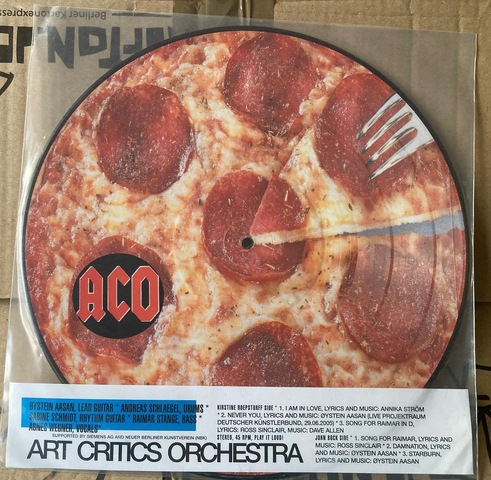 Berliner Kartonexpress
ACO
ØYSTEIN AASAN, LEAD GUITAR * ANDREAS SCHLAEGEL, DRUMS *
SABINE SCHMIDT, RHYTHM GUITAR * RAIMAR STANGE, BASS *
AGNES WEGNER, VOCALS*
SUPPORTED BY SIEMENS AG AND NEUER BERLINER KUNSTVEREIN (NBK)
ART CRITICS ORCHESTRA
KIRSTINE ROEPSTORFF SIDE * 1. I AM IN LOVE, LYRICS AND MUSIC: ANNIKA STRÖM
* 2. NEVER YOU, LYRICS AND MUSIC: ØYSTEIN AASAN (LIVE PROJEKTRAUM
DEUTSCHER KÜNSTLERBUND, 29.06.2005) * 3. SONG FOR RAIMAR IN D,
LYRICS: ROSS SINCLAIR, MUSIC: DAVE ALLEN
STEREO, 45 RPM, PLAY IT LOUD!
JOHN BOCK SIDE * 1. SONG FOR RAIMAR, LYRICS AND
MUSIC: ROSS SINCLAIR * 2. DAMNATION, LYRICS
AND MUSIC: ØYSTEIN AASAN * 3. STARBURN,
LYRICS AND MUSIC: ØYSTEIN AASAN